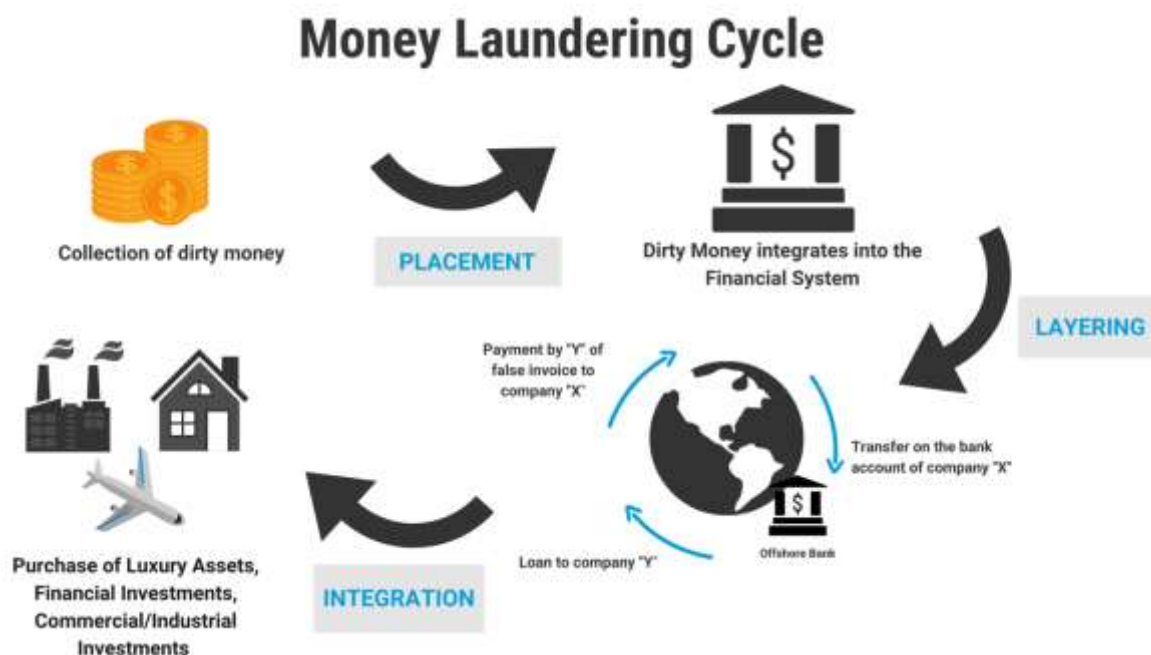 Money Laundering Cycle
$
$
$
$
Collection of dirty money
PLACEMENT
Dirty Money integrates into the
Financial System
LAYERING
Payment by "Y" of
false invoice to
company "X"
Transfer on the bank
account of company "X"
$
Offshore Bank
Loan to company "Y"
INTEGRATION
Purchase of Luxury Assets,
Financial Investments,
Commercial/Industrial
Investments